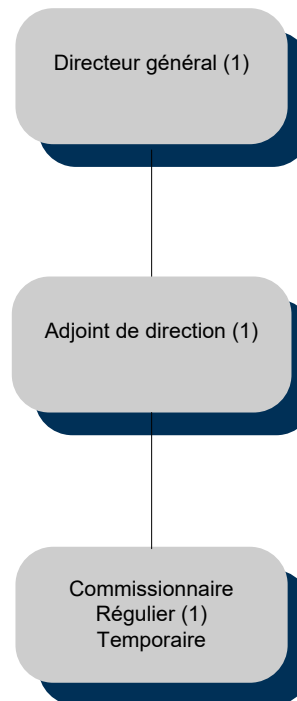 Directeur général (1)
Adjoint de direction (1)
Commissionnaire
Régulier (1)
Temporaire